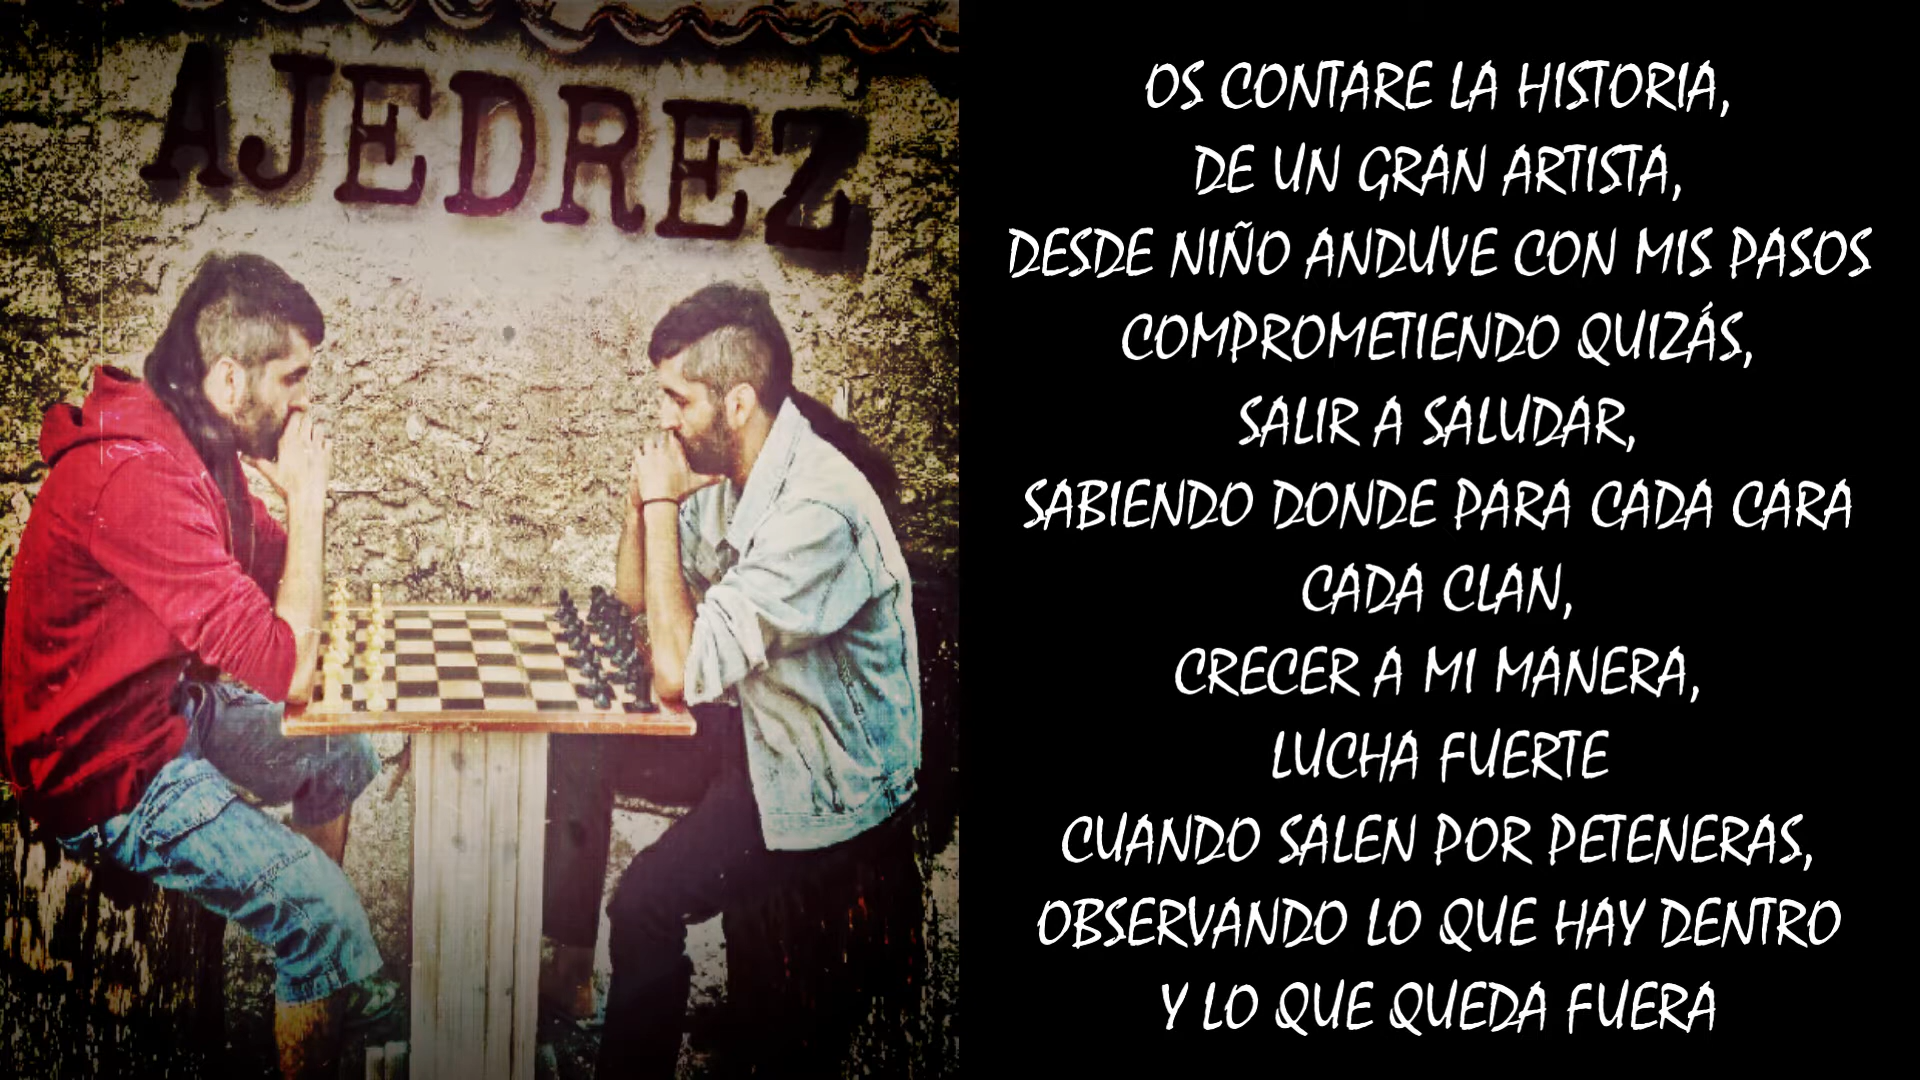 AJEDREZ
OS CONTARE LA HISTORIA,
DE UN GRAN ARTISTA,
DESDE NIÑO ANDUVE CON MIS PASOS
COMPROMETIENDO QUIZÁS,
SALIR A SALUDAR,
SABIENDO DONDE PARA CADA CARA
CADA CLAN,
CRECER A MI MANERA,
LUCHA FUERTE
CUANDO SALEN POR PETENERAS,
OBSERVANDO LO QUE HAY DENTRO
Y LO QUE QUEDA FUERA